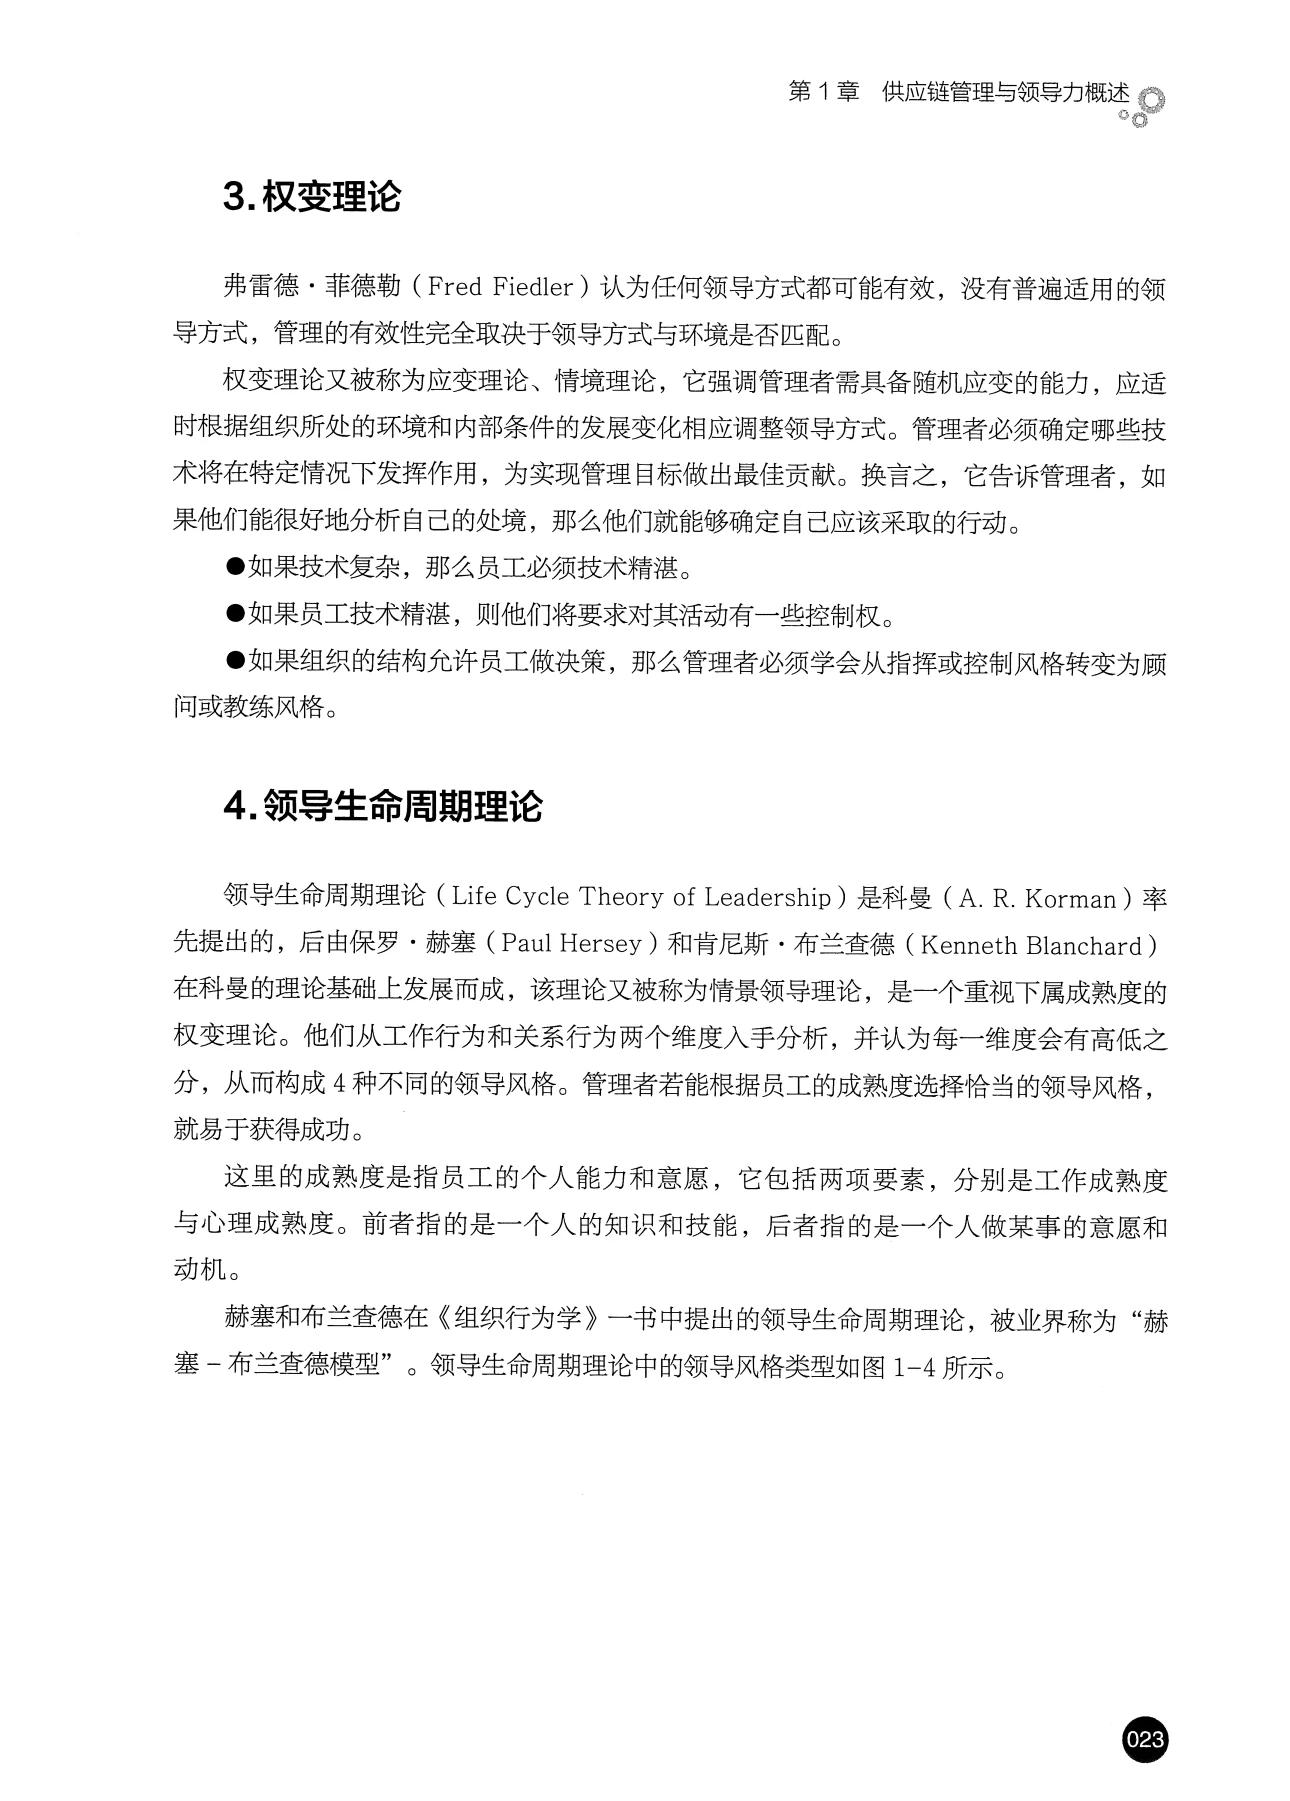 第 1 章　供应链管理与领导力概述
3.权变理论
弗雷德·菲德勒（Fred Fiedler）认为任何领导方式都可能有效，没有普遍适用的领
导方式，管理的有效性完全取决于领导方式与环境是否匹配。
权变理论又被称为应变理论、情境理论，它强调管理者需具备随机应变的能力，应适
时根据组织所处的环境和内部条件的发展变化相应调整领导方式。管理者必须确定哪些技
术将在特定情况下发挥作用，为实现管理目标做出最佳贡献。换言之，它告诉管理者，如
果他们能很好地分析自己的处境，那么他们就能够确定自己应该采取的行动。
●如果技术复杂，那么员工必须技术精湛。
●如果员工技术精湛，则他们将要求对其活动有一些控制权。
●如果组织的结构允许员工做决策，那么管理者必须学会从指挥或控制风格转变为顾
问或教练风格。
4.领导生命周期理论
领导生命周期理论（Life Cycle Theory of Leadership）是科曼（A. R. Korman）率
先提出的，后由保罗·赫塞（Paul Hersey）和肯尼斯·布兰查德（Kenneth Blanchard）
在科曼的理论基础上发展而成，该理论又被称为情景领导理论，是一个重视下属成熟度的
权变理论。他们从工作行为和关系行为两个维度入手分析，并认为每一维度会有高低之
分，从而构成 4 种不同的领导风格。管理者若能根据员工的成熟度选择恰当的领导风格，
就易于获得成功。
这里的成熟度是指员工的个人能力和意愿，它包括两项要素，分别是工作成熟度
与心理成熟度。前者指的是一个人的知识和技能，后者指的是一个人做某事的意愿和
动机。
赫塞和布兰查德在《组织行为学》一书中提出的领导生命周期理论，被业界称为“赫
塞 – 布兰查德模型”。领导生命周期理论中的领导风格类型如图 1–4 所示。
023